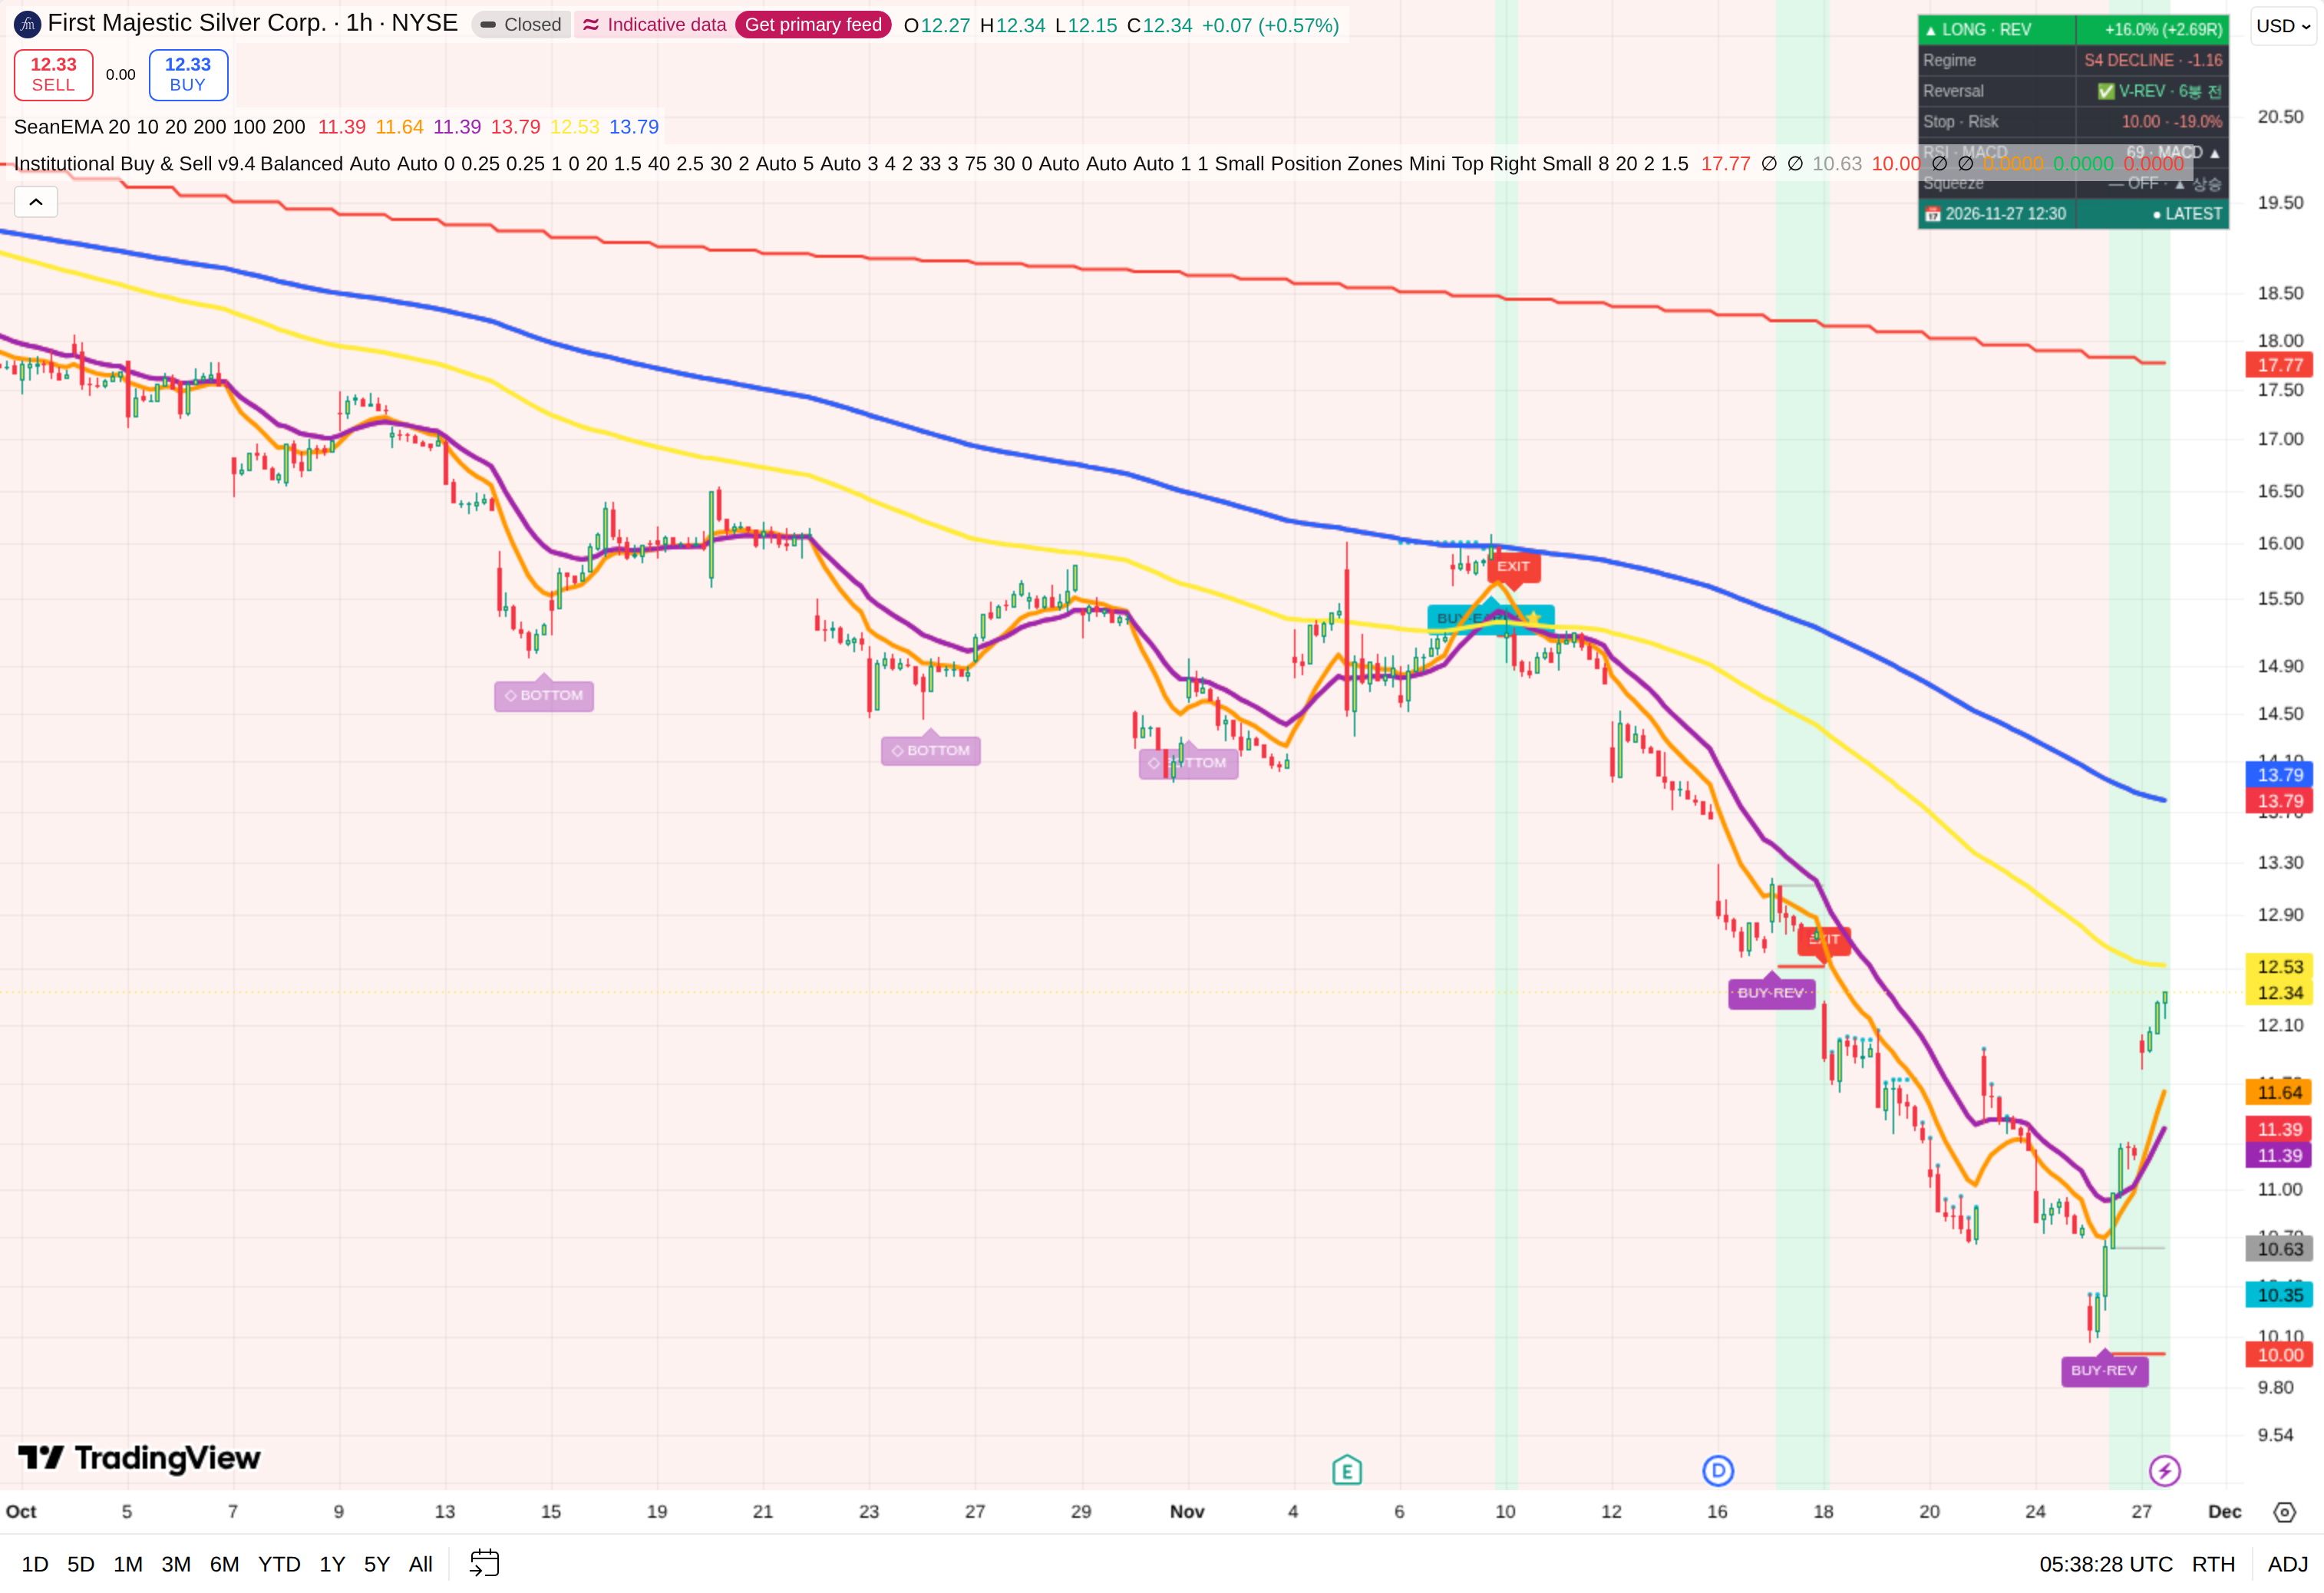 First Majestic Silver Corp. · 1h · NYSE Closed Indicative data Get primary feed O12.27 H12.34 L12.15 C12.34 +0.07 (+0.57%)
12.33 SELL 0.00 12.33 BUY
SeanEMA 20 10 20 200 100 200 11.39 11.64 11.39 13.79 12.53 13.79
Institutional Buy & Sell v9.4 Balanced Auto Auto 0 0.25 0.25 1 0 20 1.5 40 2.5 30 2 Auto 5 Auto 3 4 2 33 3 75 30 0 Auto Auto Auto 1 1 Small Position Zones Mini Top Right Small 8 20 2 1.5 17.77 ∅ ∅ 10.63 10.00 ∅ ∅ 0.0000 0.0000 0.0000
▲ LONG · REV +16.0% (+2.69R)
Regime S4 DECLINE · -1.16
Reversal ✅ V-REV · 6봉 전
Stop · Risk 10.00 · -19.0%
RSI · MACD 69 · MACD ▲
Squeeze — OFF · ▲ 상승
📅 2026-11-27 12:30 ● LATEST
USD
20.50
19.50
18.50
18.00
17.77
17.50
17.00
16.50
16.00
15.50
14.90
14.50
13.79
13.79
13.30
12.90
12.53
12.34
12.10
11.64
11.39
11.39
11.00
10.63
10.35
10.10
10.00
9.80
9.54
◇ BOTTOM
◇ BOTTOM
EXIT
EXIT
BUY·REV
BUY·REV
TradingView
E
D
Oct 5 7 9 13 15 19 21 23 27 29 Nov 4 6 10 12 16 18 20 24 27 Dec
1D 5D 1M 3M 6M YTD 1Y 5Y All 05:38:28 UTC RTH ADJ